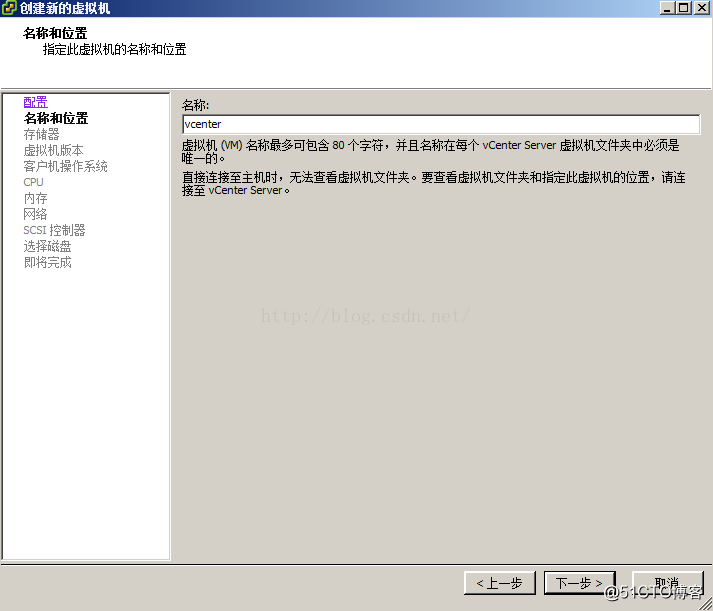 创建新的虚拟机
名称和位置
指定此虚拟机的名称和位置
配置
名称和位置
存储器
虚拟机版本
客户机操作系统
CPU
内存
网络
SCSI 控制器
选择磁盘
即将完成
名称:
vcenter
虚拟机 (VM) 名称最多可包含 80 个字符，并且名称在每个 vCenter Server 虚拟机文件夹中必须是
唯一的。
直接连接至主机时，无法查看虚拟机文件夹。要查看虚拟机文件夹和指定此虚拟机的位置，请连
接至 vCenter Server。
http://blog.csdn.net/
< 上一步
下一步 >
取消
@51CTO博客